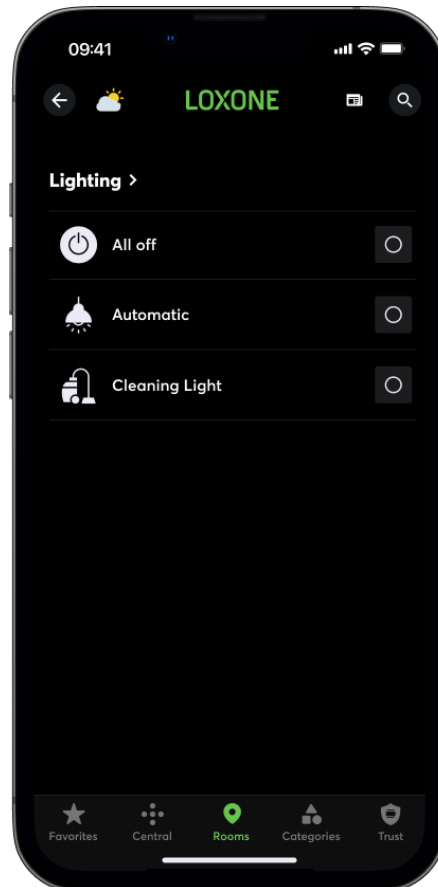 09:41
LOXONE
Lighting >
All off
Automatic
Cleaning Light
Favorites Central Rooms Categories Trust